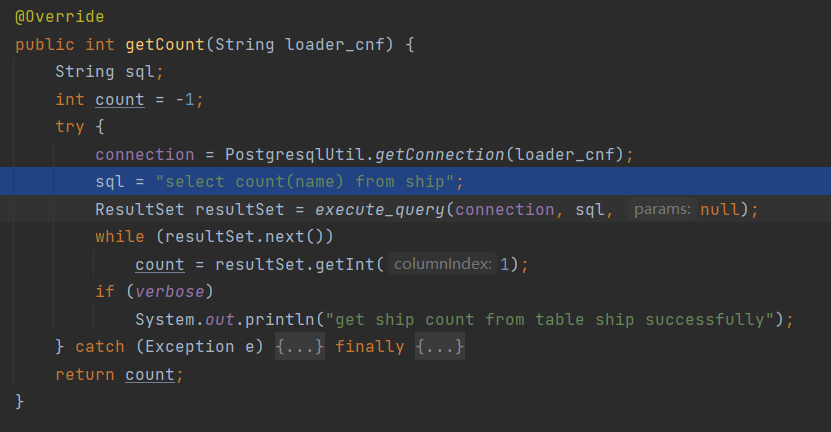 @Override
public int getCount(String loader_cnf) {
String sql;
int count = -1;
try {
connection = PostgresqlUtil.getConnection(loader_cnf);
sql = "select count(name) from ship";
ResultSet resultSet = execute_query(connection, sql, params: null);
while (resultSet.next())
count = resultSet.getInt( columnIndex: 1);
if (verbose)
System.out.println("get ship count from table ship successfully");
} catch (Exception e) {...} finally {...}
return count;
}